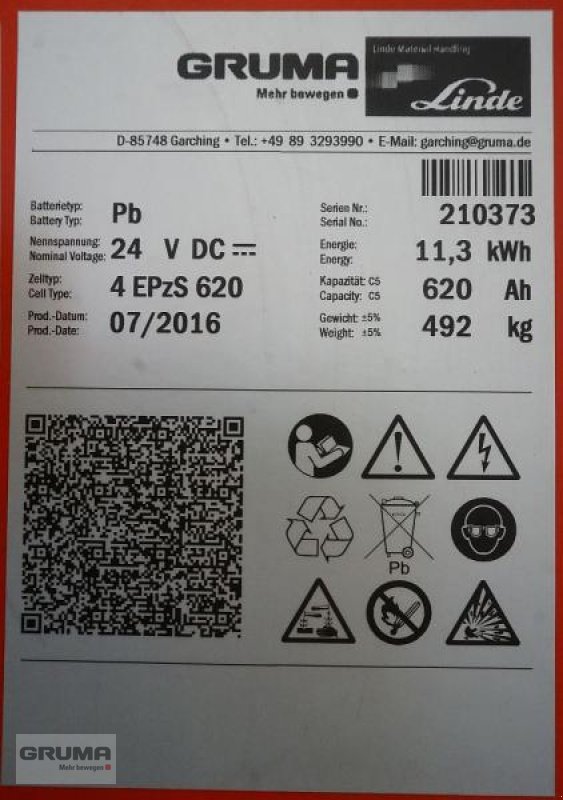 GRUMA
Mehr bewegen
Linde Material Handling
Linde
D-85748 Garching • Tel.: +49 89 3293990 • E-Mail: garching@gruma.de
Batterietyp:
Battery Typ:
Pb
Serien Nr.:
Serial No.:
210373
Nennspannung:
Nominal Voltage:
24 V DC
Energie:
Energy:
11,3 kWh
Zelltyp:
Cell Type:
4 EPzS 620
Kapazität: C5
Capacity: C5
620 Ah
Prod.-Datum:
Prod.-Date:
07/2016
Gewicht: ±5%
Weight: ±5%
492 kg
Pb
GRUMA
Mehr bewegen